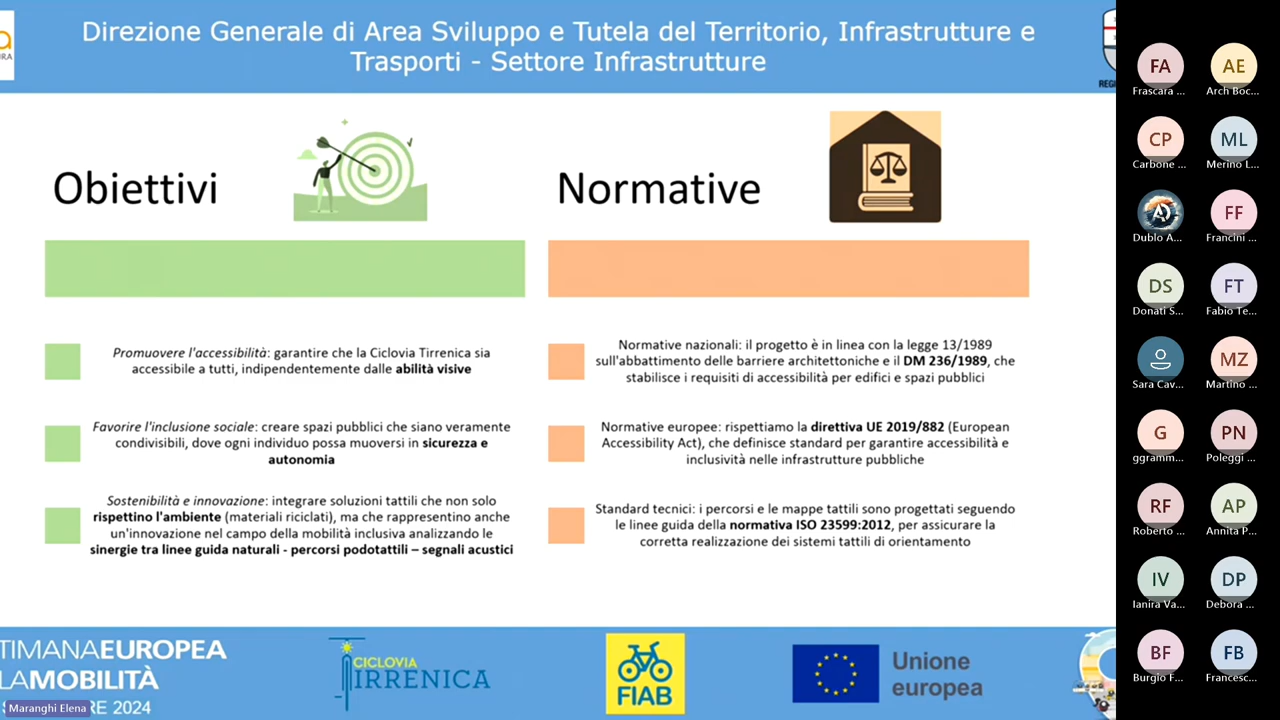 Direzione Generale di Area Sviluppo e Tutela del Territorio, Infrastrutture e
Trasporti - Settore Infrastrutture
Obiettivi
Promuovere l'accessibilità: garantire che la Ciclovia Tirrenica sia
accessibile a tutti, indipendentemente dalle abilità visive
Favorire l'inclusione sociale: creare spazi pubblici che siano veramente
condivisibili, dove ogni individuo possa muoversi in sicurezza e
autonomia
Sostenibilità e innovazione: integrare soluzioni tattili che non solo
rispettino l'ambiente (materiali riciclati), ma che rappresentino anche
un'innovazione nel campo della mobilità inclusiva analizzando le
sinergie tra linee guida naturali - percorsi podotattili – segnali acustici
Normative
Normative nazionali: il progetto è in linea con la legge 13/1989
sull'abbattimento delle barriere architettoniche e il DM 236/1989, che
stabilisce i requisiti di accessibilità per edifici e spazi pubblici
Normative europee: rispettiamo la direttiva UE 2019/882 (European
Accessibility Act), che definisce standard per garantire accessibilità e
inclusività nelle infrastrutture pubbliche
Standard tecnici: i percorsi e le mappe tattili sono progettati seguendo
le linee guida della normativa ISO 23599:2012, per assicurare la
corretta realizzazione dei sistemi tattili di orientamento
TIMANAEUROPEA
LAMOBILITÀ
RE 2024
Maranghi Elena
CICLOVIA
TIRRENICA
FIAB
Unione
europea
FA
Frascara ...
AE
Arch Boc...
CP
Carbone ...
ML
Merino L...
Dublo A...
FF
Francini ...
DS
Donati S...
FT
Fabio Te...
Sara Cav...
MZ
Martino ...
G
ggramm...
PN
Poleggi ...
RF
Roberto ...
AP
Annita P...
IV
Ianira Va...
DP
Debora ...
BF
Burgio F...
FB
Francesc...